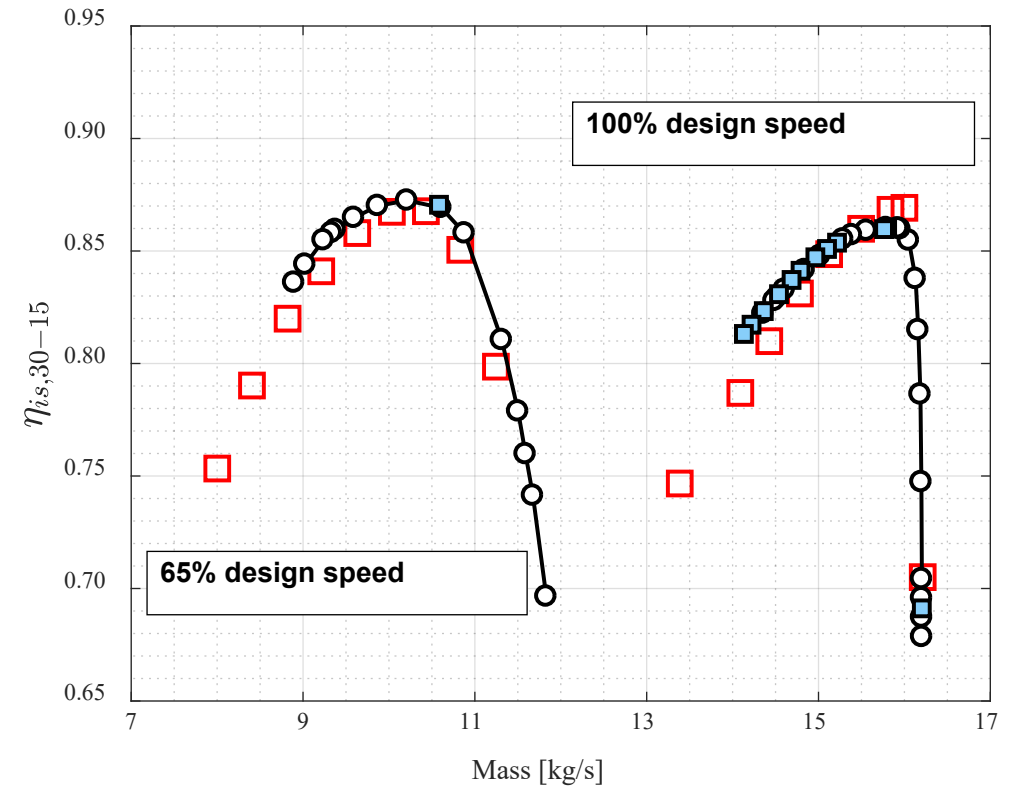 0.95
0.90
100% design speed
0.85
0.80
η_{is,30−15}
0.75
65% design speed
0.70
0.65
7 9 11 13 15 17
Mass [kg/s]